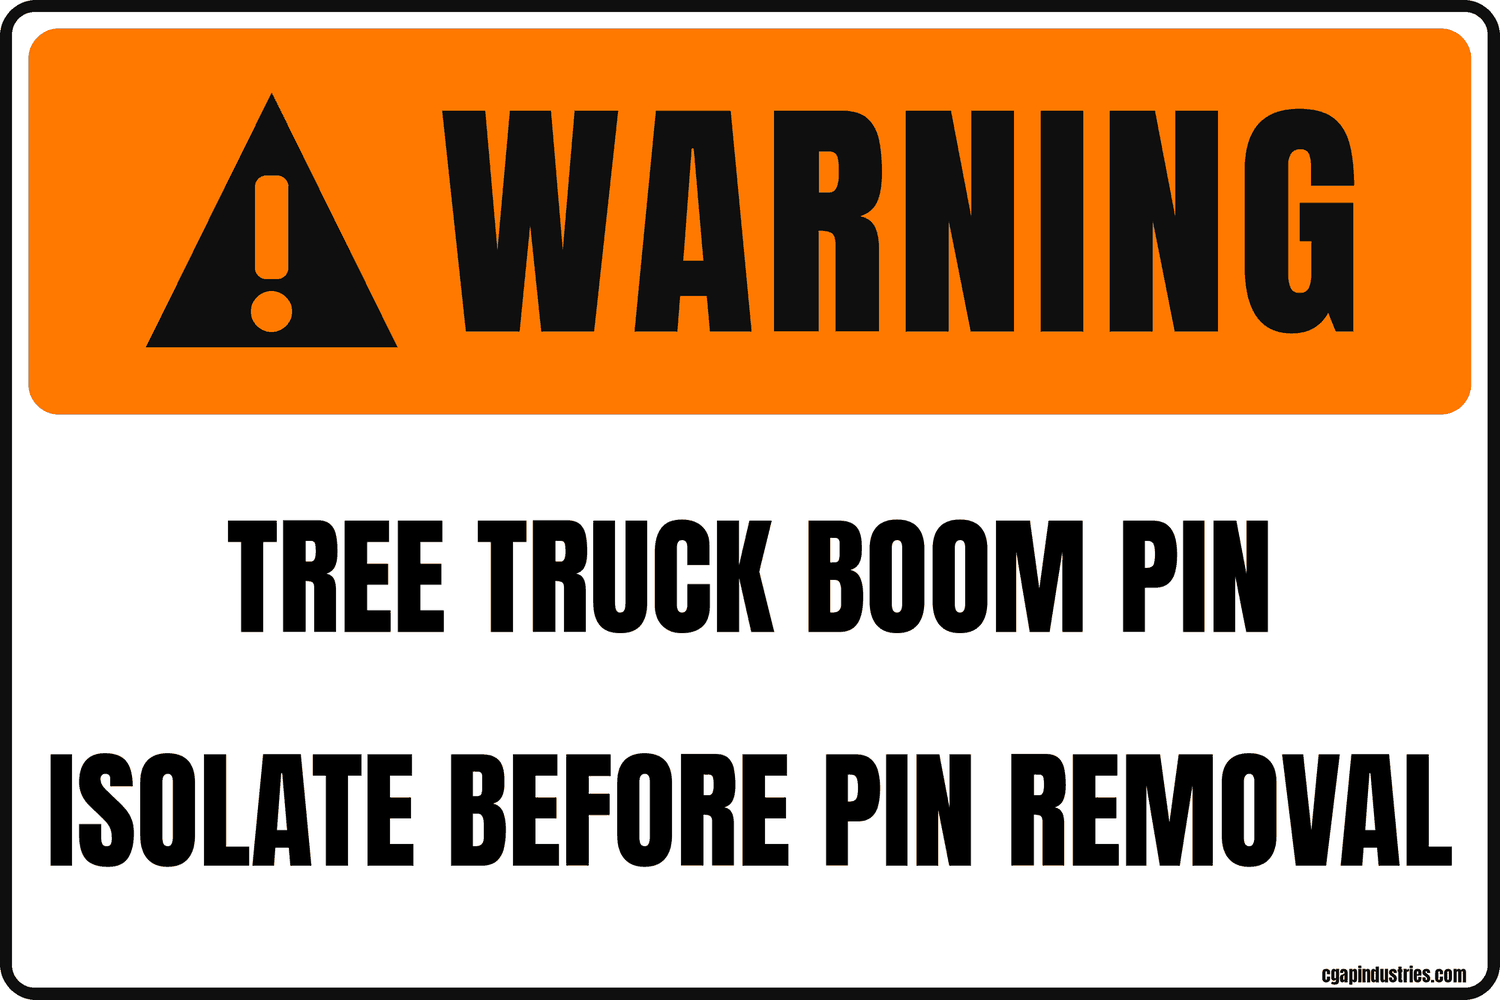 WARNING
TREE TRUCK BOOM PIN
ISOLATE BEFORE PIN REMOVAL
cgapindustries.com